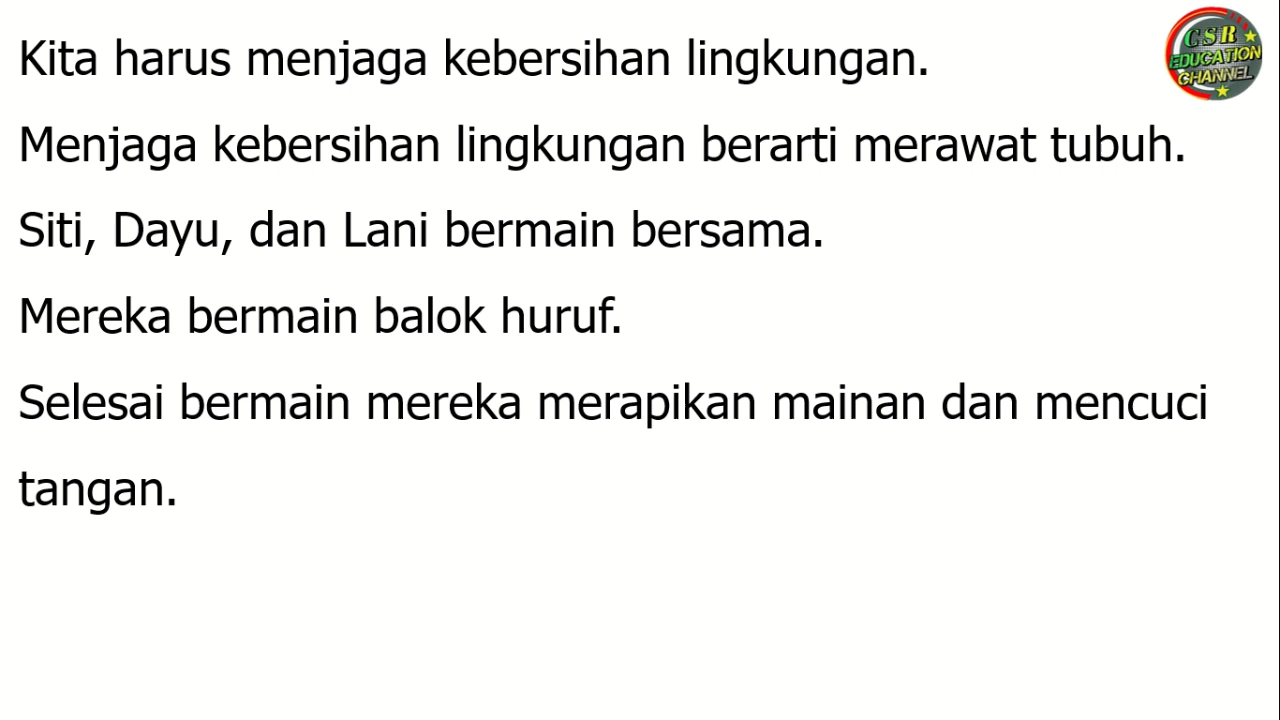 Kita harus menjaga kebersihan lingkungan.
Menjaga kebersihan lingkungan berarti merawat tubuh.
Siti, Dayu, dan Lani bermain bersama.
Mereka bermain balok huruf.
Selesai bermain mereka merapikan mainan dan mencuci
tangan.
CSR
EDUCATION
CHANNEL